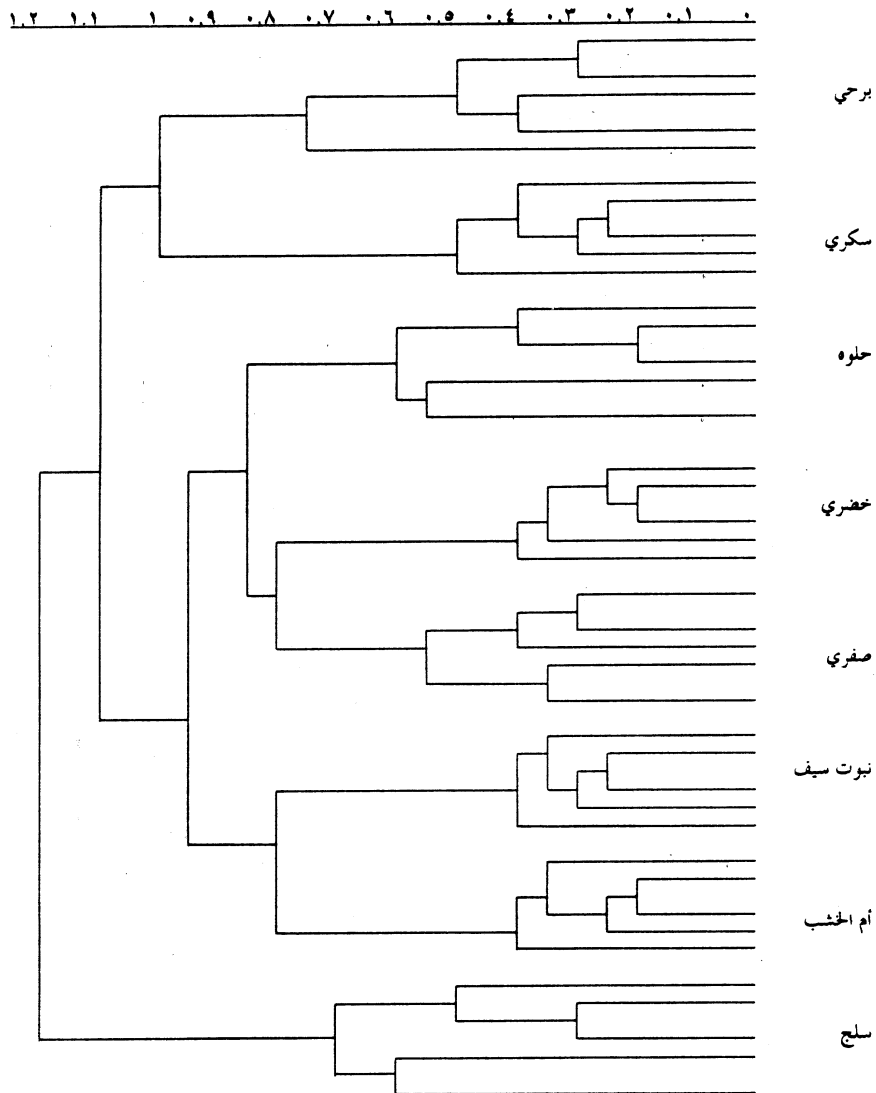 ١.٢ ١.١ ١ ٠.٩ ٠.٨ ٠.٧ ٠.٦ ٠.٥ ٠.٤ ٠.٣ ٠.٢ ٠.١ ٠
برحي
سكري
حلوه
خضري
صفري
نبوت سيف
أم الخشب
سلج